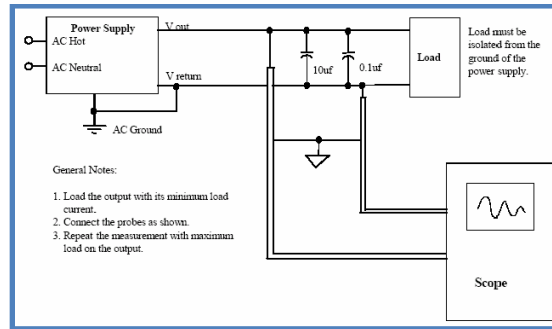 Power Supply
V out
AC Hot
AC Neutral
V return
AC Ground
10uf
0.1uf
Load
Load must be
isolated from the
ground of the
power supply.
General Notes:
1. Load the output with its minimum load
current.
2. Connect the probes as shown.
3. Repeat the measurement with maximum
load on the output.
Scope